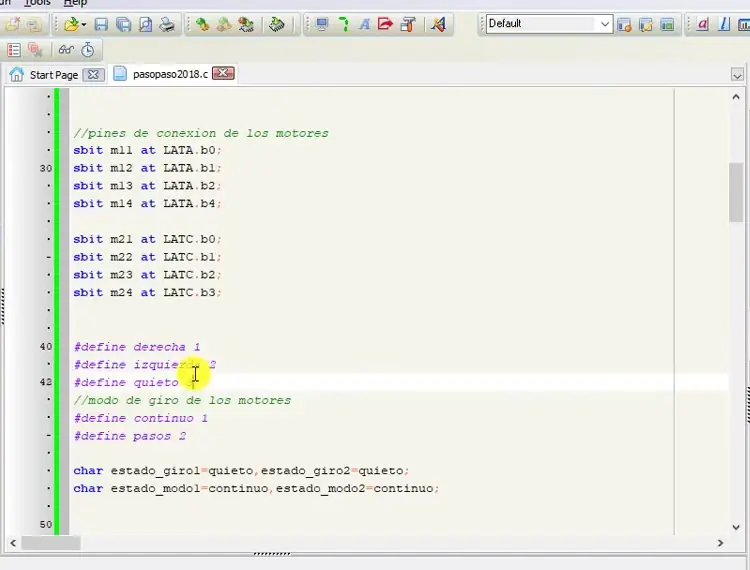 un Tools Help
Default
Start Page pasopaso2018.c
//pines de conexion de los motores
sbit m11 at LATA.b0;
30 sbit m12 at LATA.b1;
sbit m13 at LATA.b2;
sbit m14 at LATA.b4;
sbit m21 at LATC.b0;
sbit m22 at LATC.b1;
sbit m23 at LATC.b2;
sbit m24 at LATC.b3;
40 #define derecha 1
#define izquierda 2
42 #define quieto
//modo de giro de los motores
#define continuo 1
#define pasos 2
char estado_giro1=quieto,estado_giro2=quieto;
char estado_modo1=continuo,estado_modo2=continuo;
50